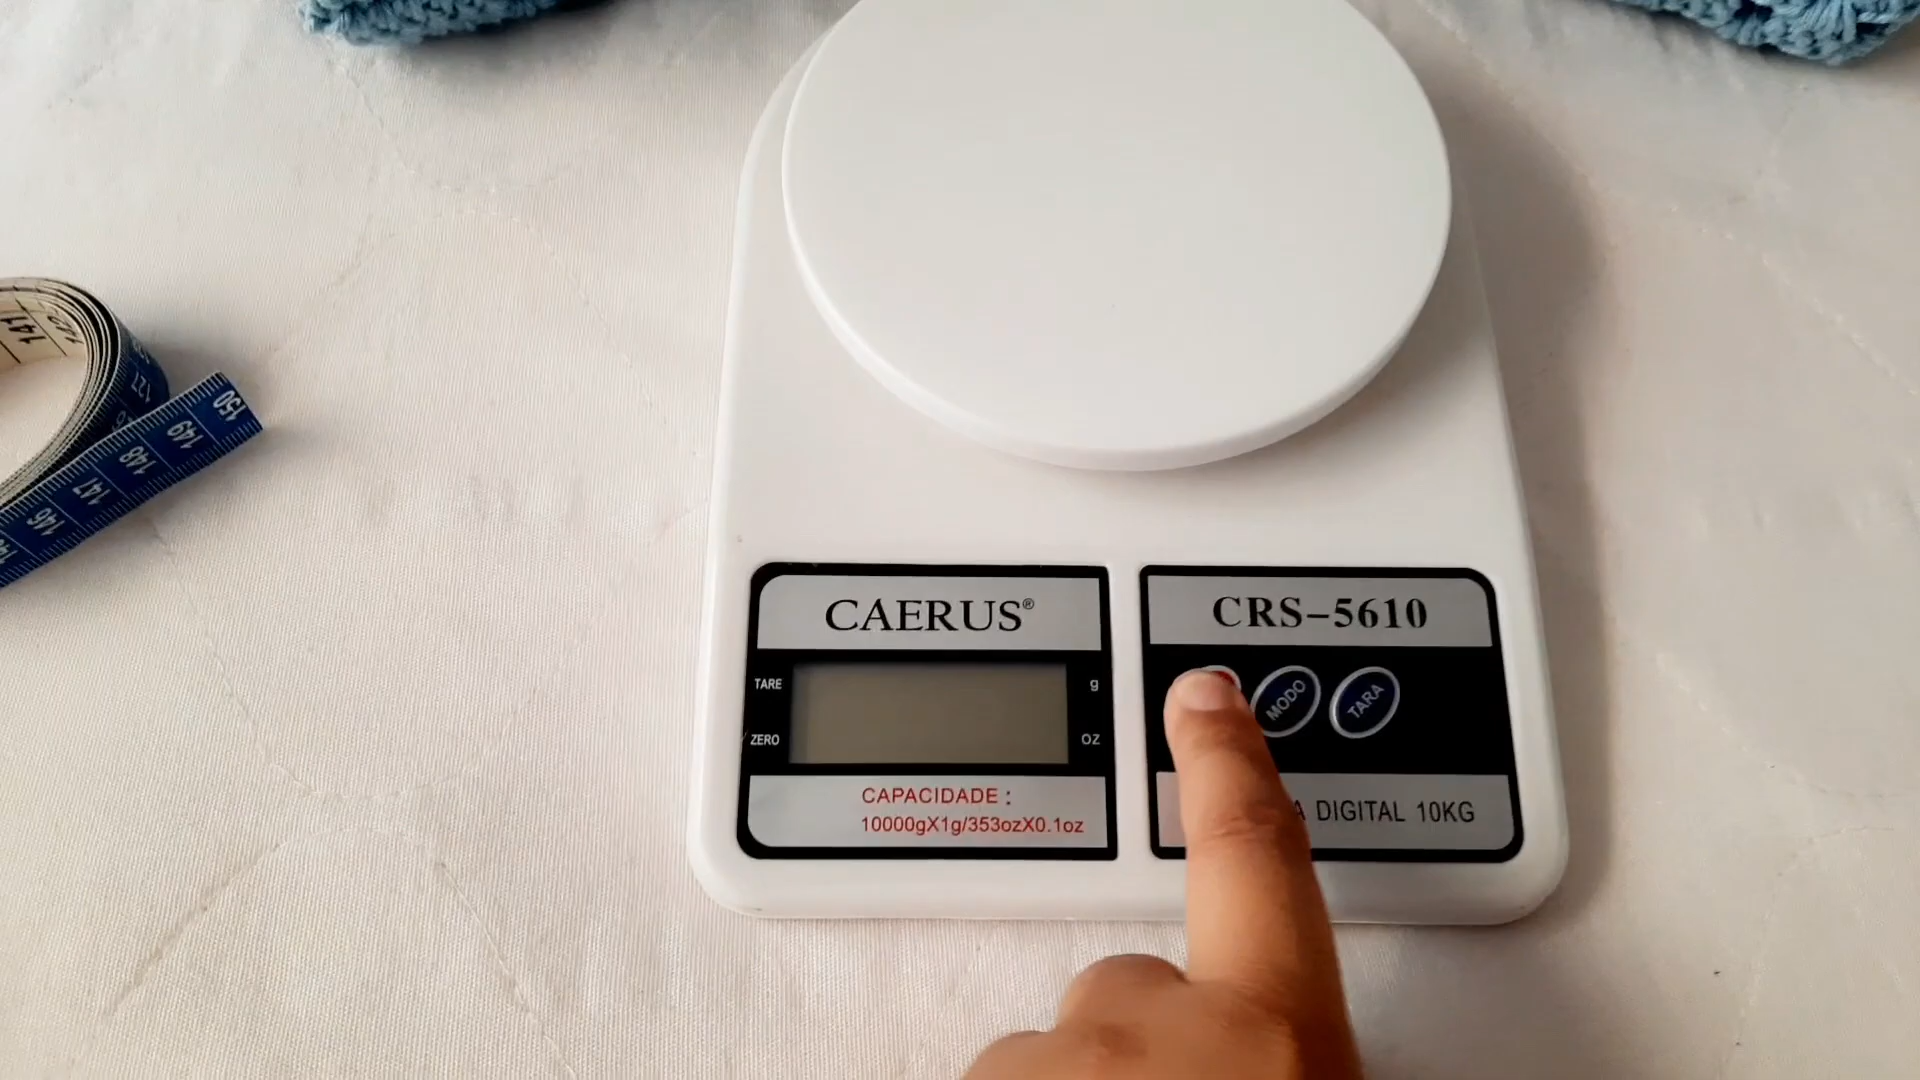 CAERUS®
TARE
g
ZERO
OZ
CAPACIDADE :
10000gX1g/353ozX0.1oz
CRS-5610
MODO
TARA
DIGITAL 10KG
141
127
150
149
148
147
146